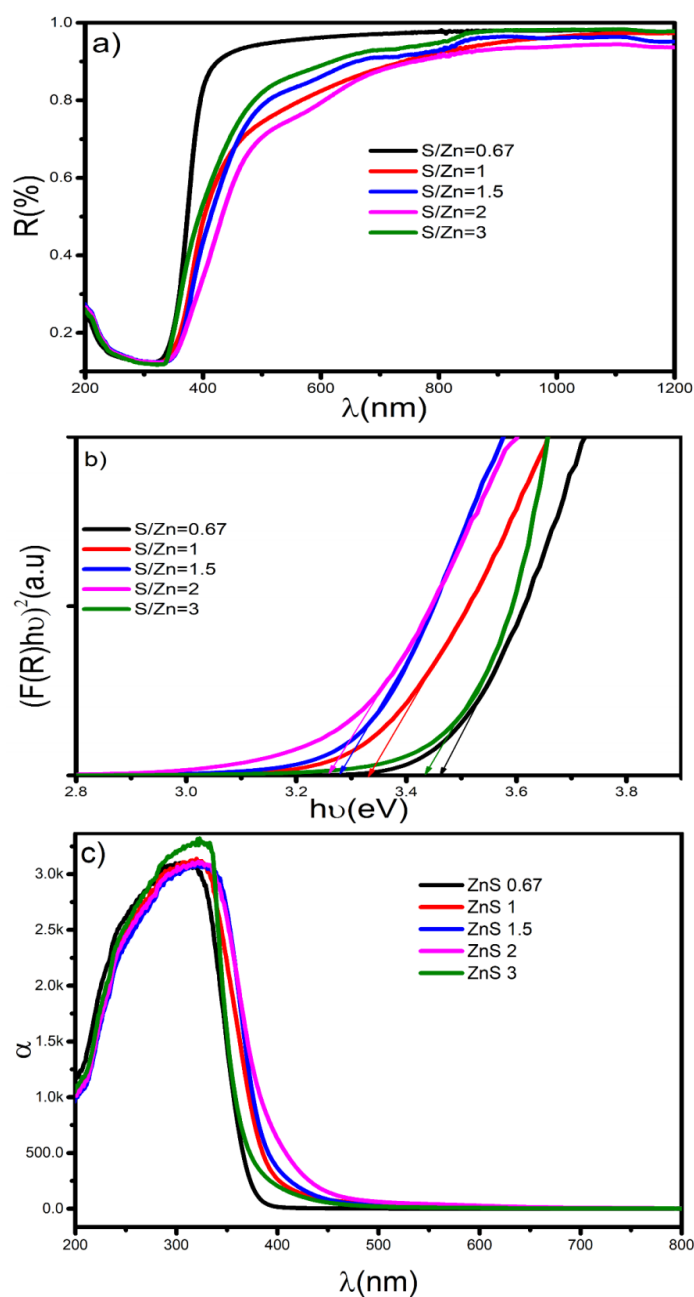 a)
1.0
0.8
0.6
0.4
0.2
R(%)
S/Zn=0.67
S/Zn=1
S/Zn=1.5
S/Zn=2
S/Zn=3
200 400 600 800 1000 1200
λ(nm)
b)
(F(R)hυ)²(a.u)
S/Zn=0.67
S/Zn=1
S/Zn=1.5
S/Zn=2
S/Zn=3
2.8 3.0 3.2 3.4 3.6 3.8
hυ(eV)
c)
3.0k
2.5k
2.0k
1.5k
1.0k
500.0
0.0
α
ZnS 0.67
ZnS 1
ZnS 1.5
ZnS 2
ZnS 3
200 300 400 500 600 700 800
λ(nm)